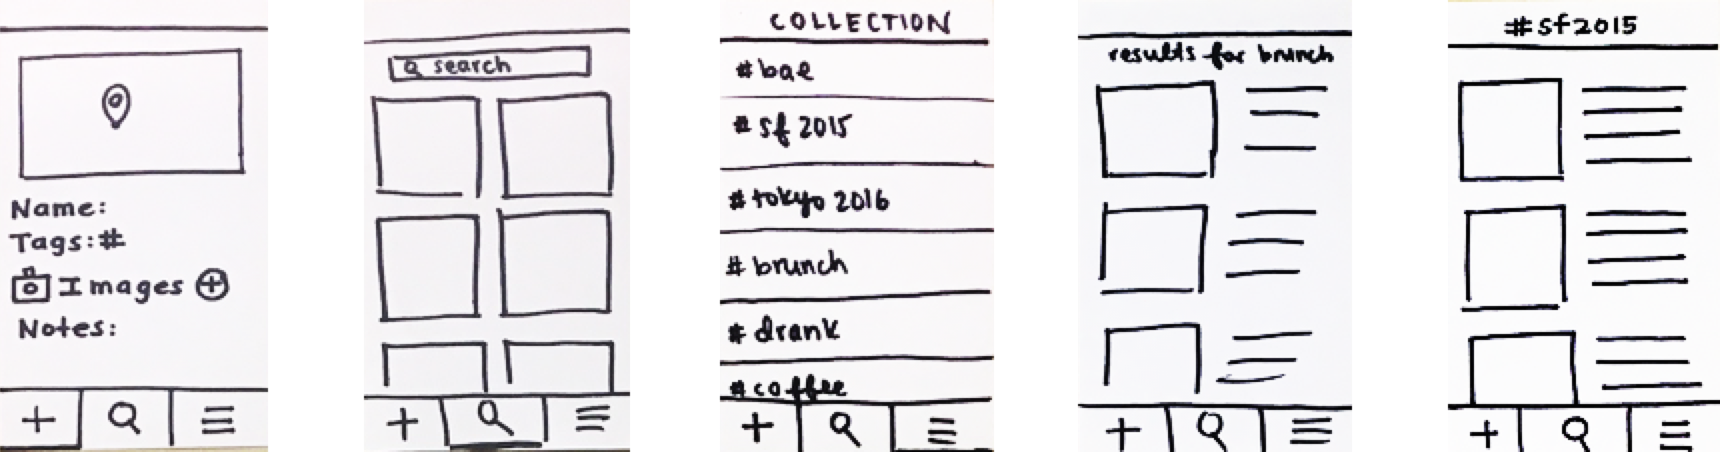 Name:
Tags:#
Images
Notes:
search
COLLECTION
#bae
#sf 2015
#tokyo 2016
#brunch
#drank
#coffee
results for brunch
#sf2015